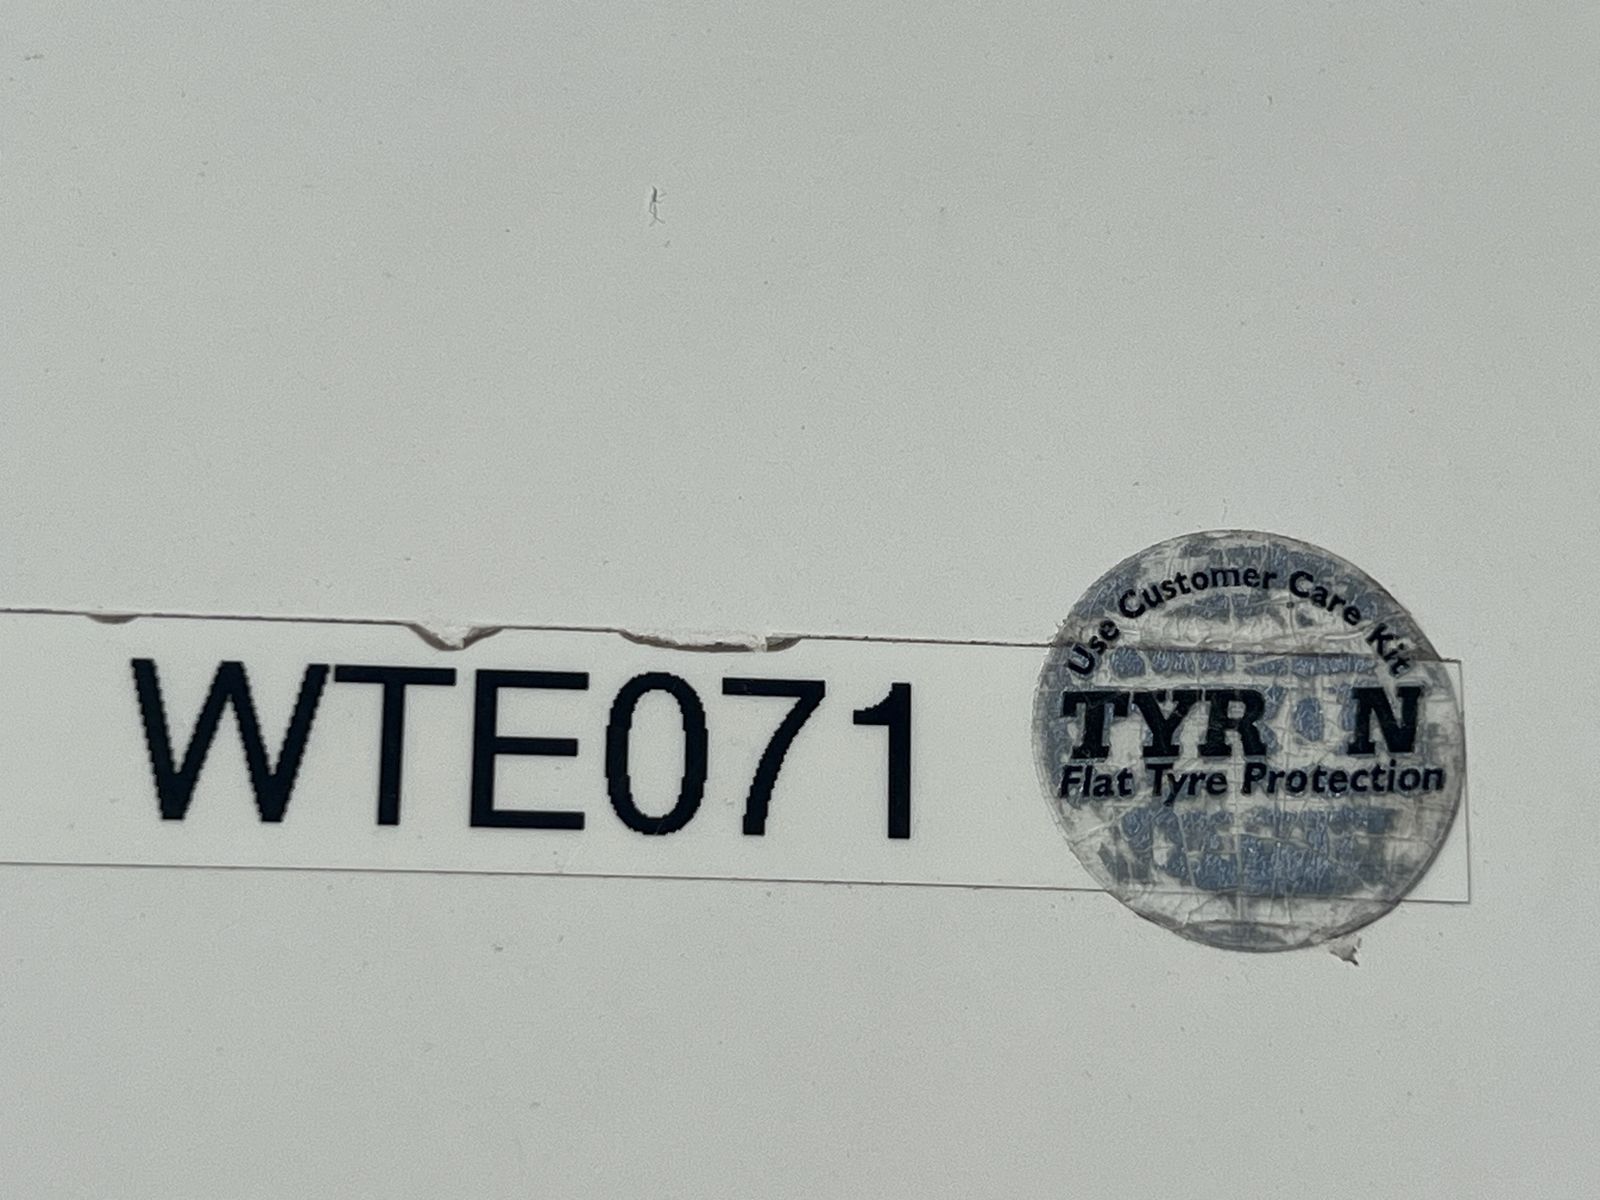 WTE071
Use Customer Care Kit
TYR N
Flat Tyre Protection